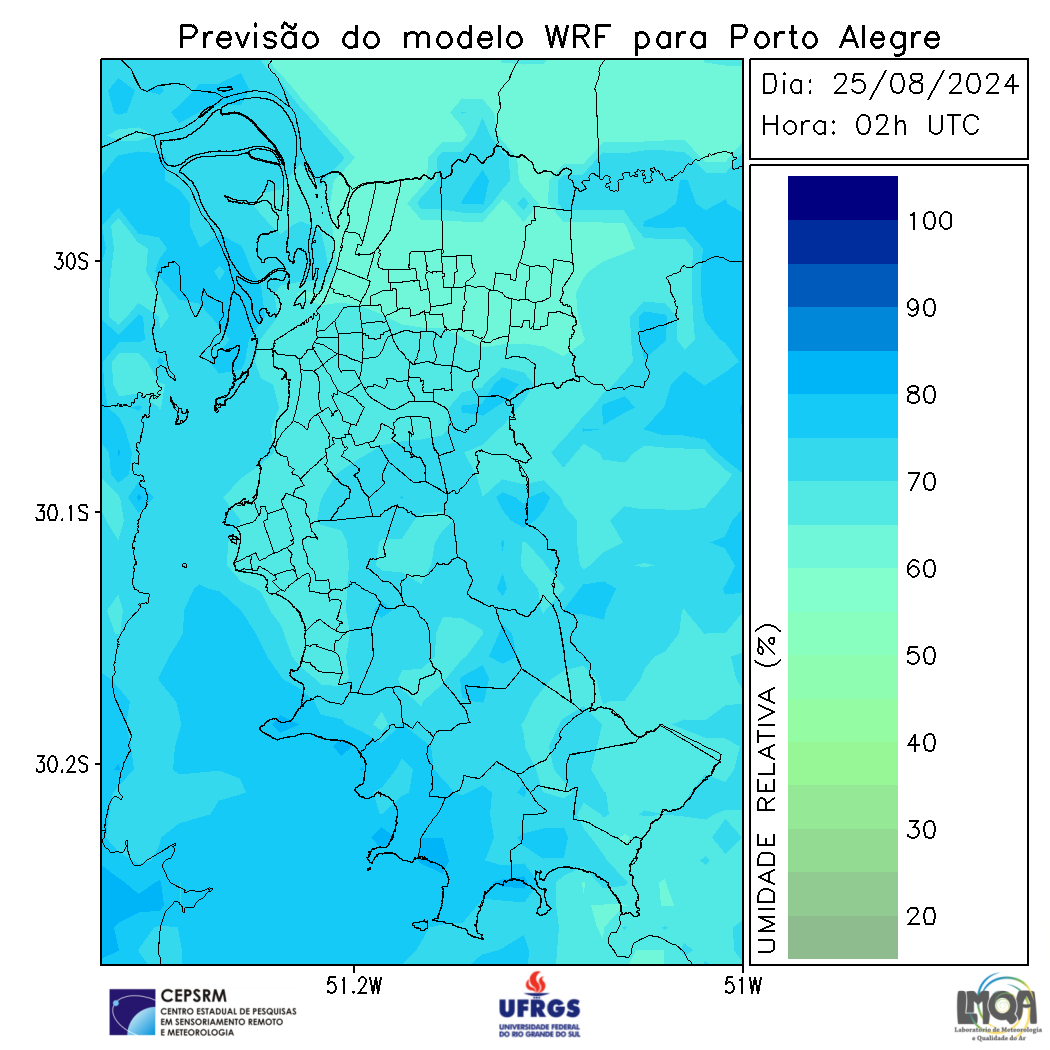 Previsão do modelo WRF para Porto Alegre
Dia: 25/08/2024
Hora: 02h UTC
30S
30.1S
30.2S
51.2W
51W
100
90
80
70
60
50
40
30
20
UMIDADE RELATIVA (%)
CEPSRM
CENTRO ESTADUAL DE PESQUISAS
EM SENSORIAMENTO REMOTO
E METEOROLOGIA
UFRGS
UNIVERSIDADE FEDERAL
DO RIO GRANDE DO SUL
LMQA
Laboratório de Meteorologia
e Qualidade do Ar